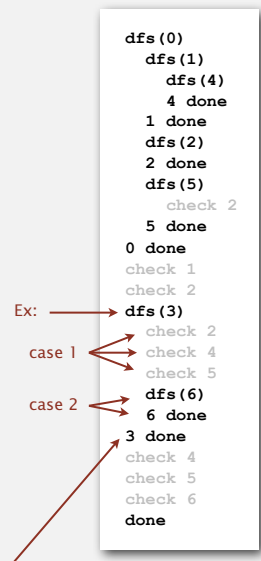 dfs(0)
dfs(1)
dfs(4)
4 done
1 done
dfs(2)
2 done
dfs(5)
check 2
5 done
0 done
check 1
check 2
Ex: dfs(3)
check 2
case 1 check 4
check 5
case 2 dfs(6)
6 done
3 done
check 4
check 5
check 6
done